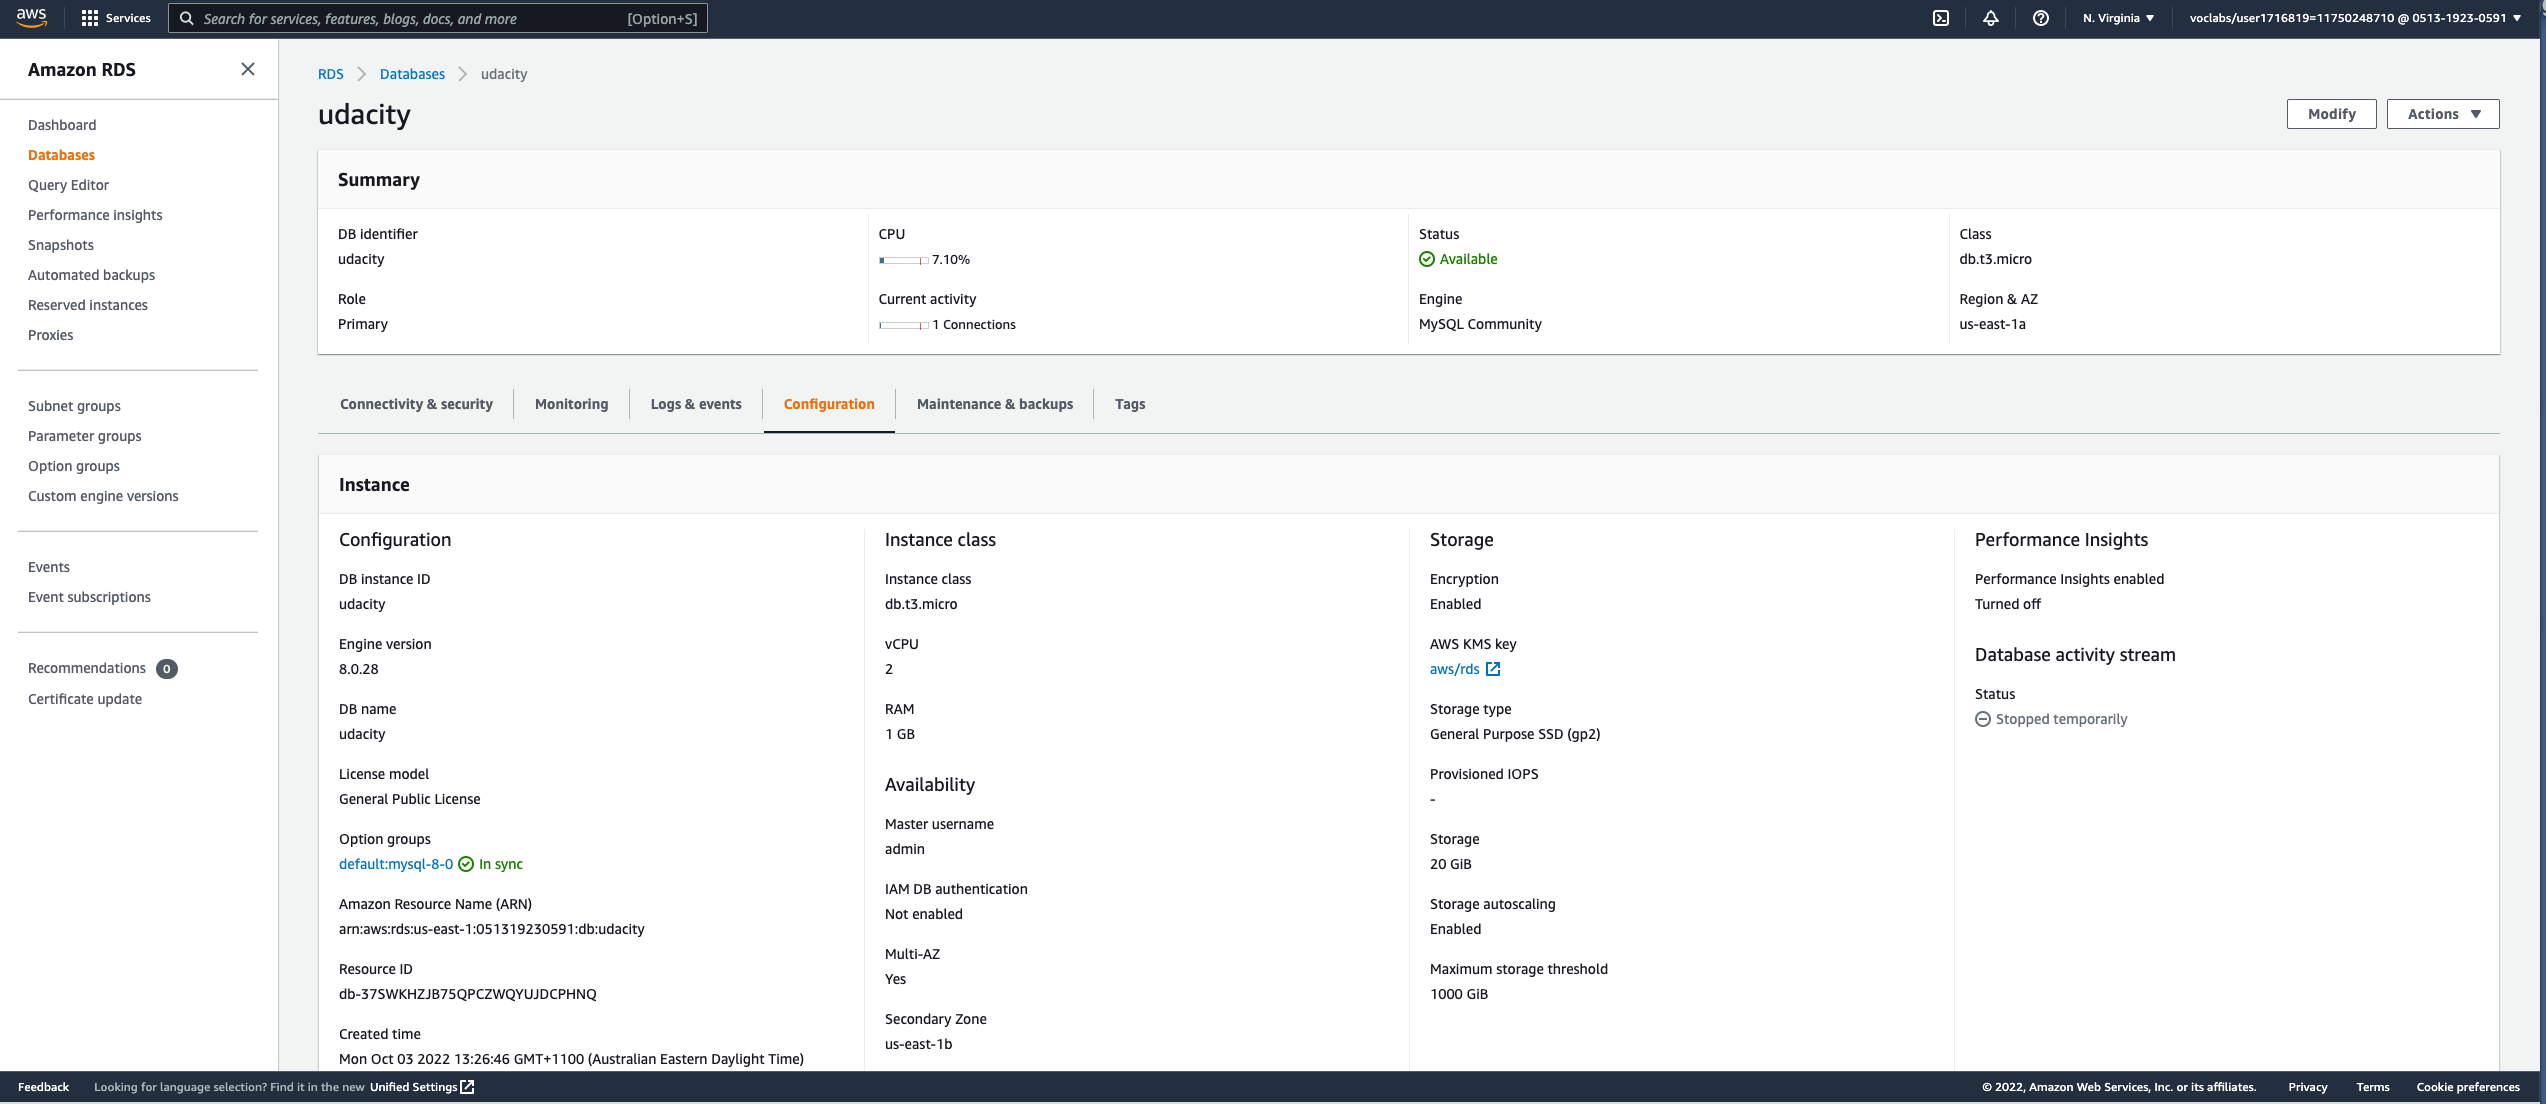 aws Services Search for services, features, blogs, docs, and more [Option+S] N. Virginia ▼ voclabs/user1716819=11750248710 @ 0513-1923-0591 ▼
Amazon RDS
Dashboard
Databases
Query Editor
Performance insights
Snapshots
Automated backups
Reserved instances
Proxies
Subnet groups
Parameter groups
Option groups
Custom engine versions
Events
Event subscriptions
Recommendations 0
Certificate update
RDS > Databases > udacity
udacity
Modify
Actions ▼
Summary
DB identifier
udacity
Role
Primary
CPU
7.10%
Current activity
1 Connections
Status
Available
Engine
MySQL Community
Class
db.t3.micro
Region & AZ
us-east-1a
Connectivity & security
Monitoring
Logs & events
Configuration
Maintenance & backups
Tags
Instance
Configuration
DB instance ID
udacity
Engine version
8.0.28
DB name
udacity
License model
General Public License
Option groups
default:mysql-8-0 In sync
Amazon Resource Name (ARN)
arn:aws:rds:us-east-1:051319230591:db:udacity
Resource ID
db-37SWKHZJB75QPCZWQYUJDCPHNQ
Created time
Mon Oct 03 2022 13:26:46 GMT+1100 (Australian Eastern Daylight Time)
Instance class
Instance class
db.t3.micro
vCPU
2
RAM
1 GB
Availability
Master username
admin
IAM DB authentication
Not enabled
Multi-AZ
Yes
Secondary Zone
us-east-1b
Storage
Encryption
Enabled
AWS KMS key
aws/rds
Storage type
General Purpose SSD (gp2)
Provisioned IOPS
-
Storage
20 GiB
Storage autoscaling
Enabled
Maximum storage threshold
1000 GiB
Performance Insights
Performance Insights enabled
Turned off
Database activity stream
Status
Stopped temporarily
Feedback Looking for language selection? Find it in the new Unified Settings © 2022, Amazon Web Services, Inc. or its affiliates. Privacy Terms Cookie preferences